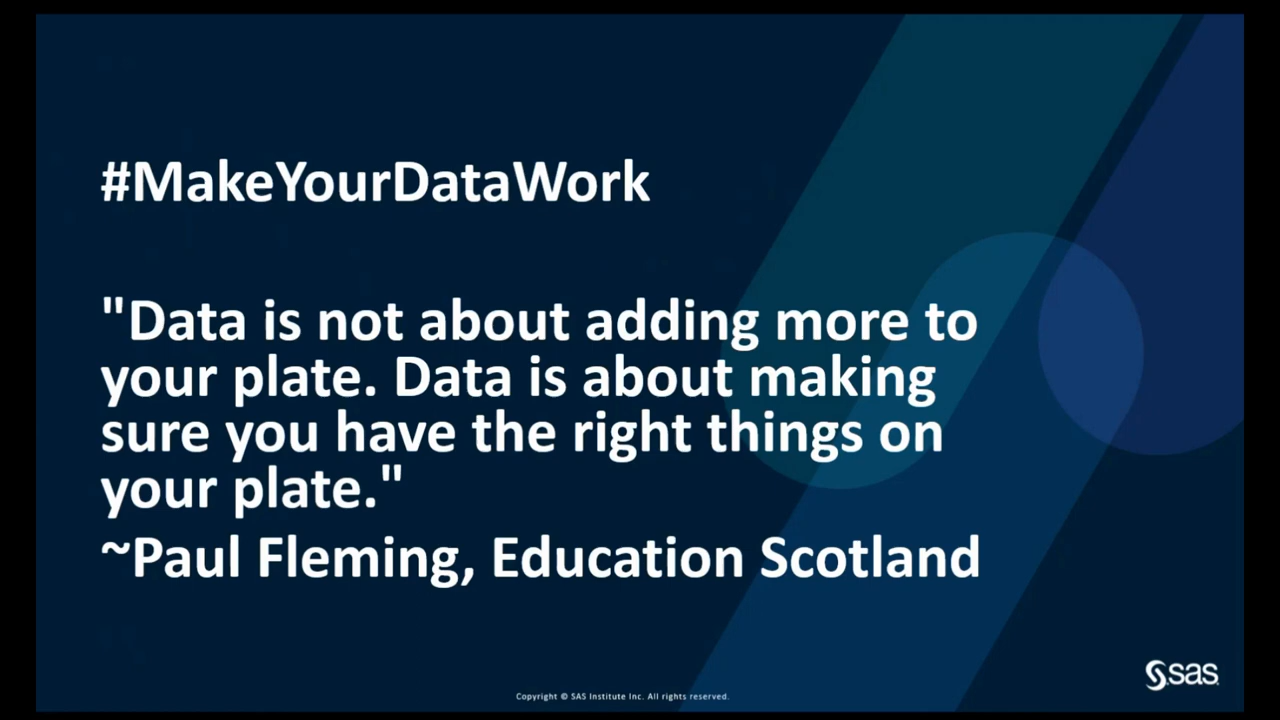 #MakeYourDataWork
"Data is not about adding more to
your plate. Data is about making
sure you have the right things on
your plate."
~Paul Fleming, Education Scotland
sas
Copyright © SAS Institute Inc. All rights reserved.